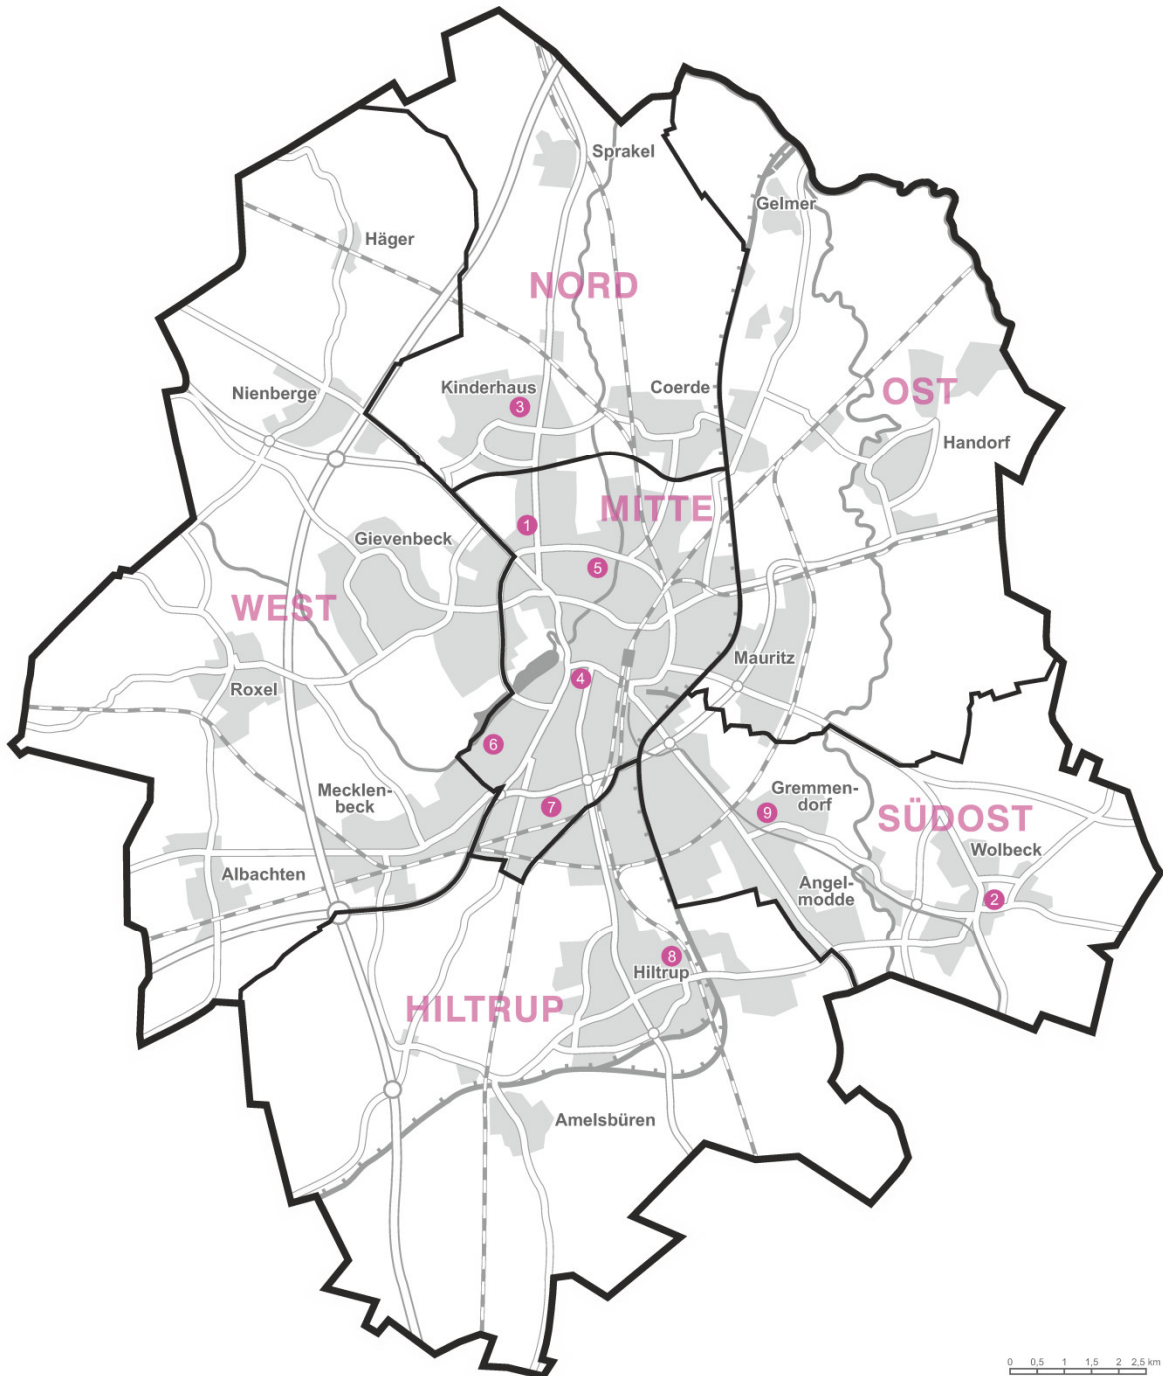 Sprakel
Gelmer
Häger
NORD
Kinderhaus
Coerde
Nienberge
3
OST
Handorf
MITTE
1
Gievenbeck
5
WEST
Mauritz
4
Roxel
6
Mecklen-
beck
7
Gremmen-
dorf
9
SÜDOST
Wolbeck
Albachten
Angel-
modde
2
8
Hiltrup
HILTRUP
Amelsbüren
0 0,5 1 1,5 2 2,5 km